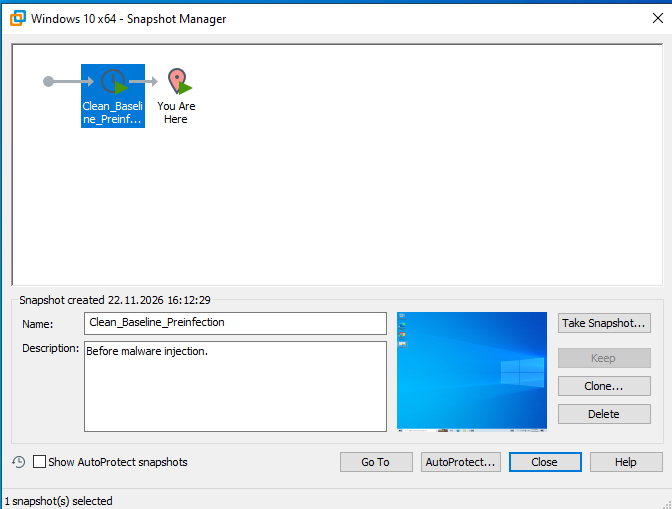 Windows 10 x64 - Snapshot Manager
Clean_Baseli
ne_Preinf...
You Are
Here
Snapshot created 22.11.2026 16:12:29
Name:
Clean_Baseline_Preinfection
Description:
Before malware injection.
Take Snapshot...
Keep
Clone...
Delete
Show AutoProtect snapshots
Go To
AutoProtect...
Close
Help
1 snapshot(s) selected